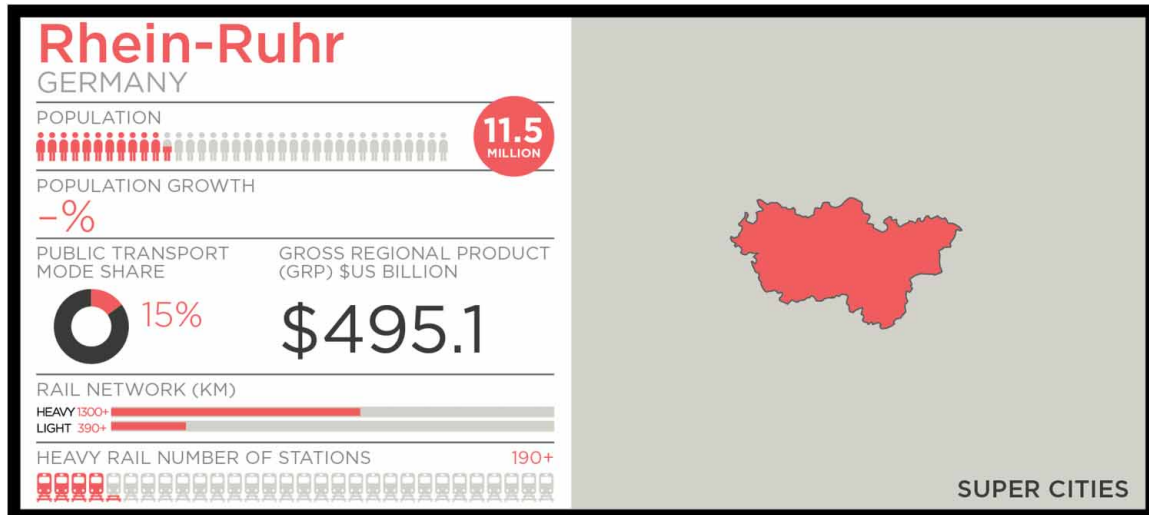 Rhein-Ruhr
GERMANY
POPULATION
11.5
MILLION
POPULATION GROWTH
–%
PUBLIC TRANSPORT
MODE SHARE
15%
GROSS REGIONAL PRODUCT
(GRP) $US BILLION
$495.1
RAIL NETWORK (KM)
HEAVY 1300+
LIGHT 390+
HEAVY RAIL NUMBER OF STATIONS 190+
SUPER CITIES